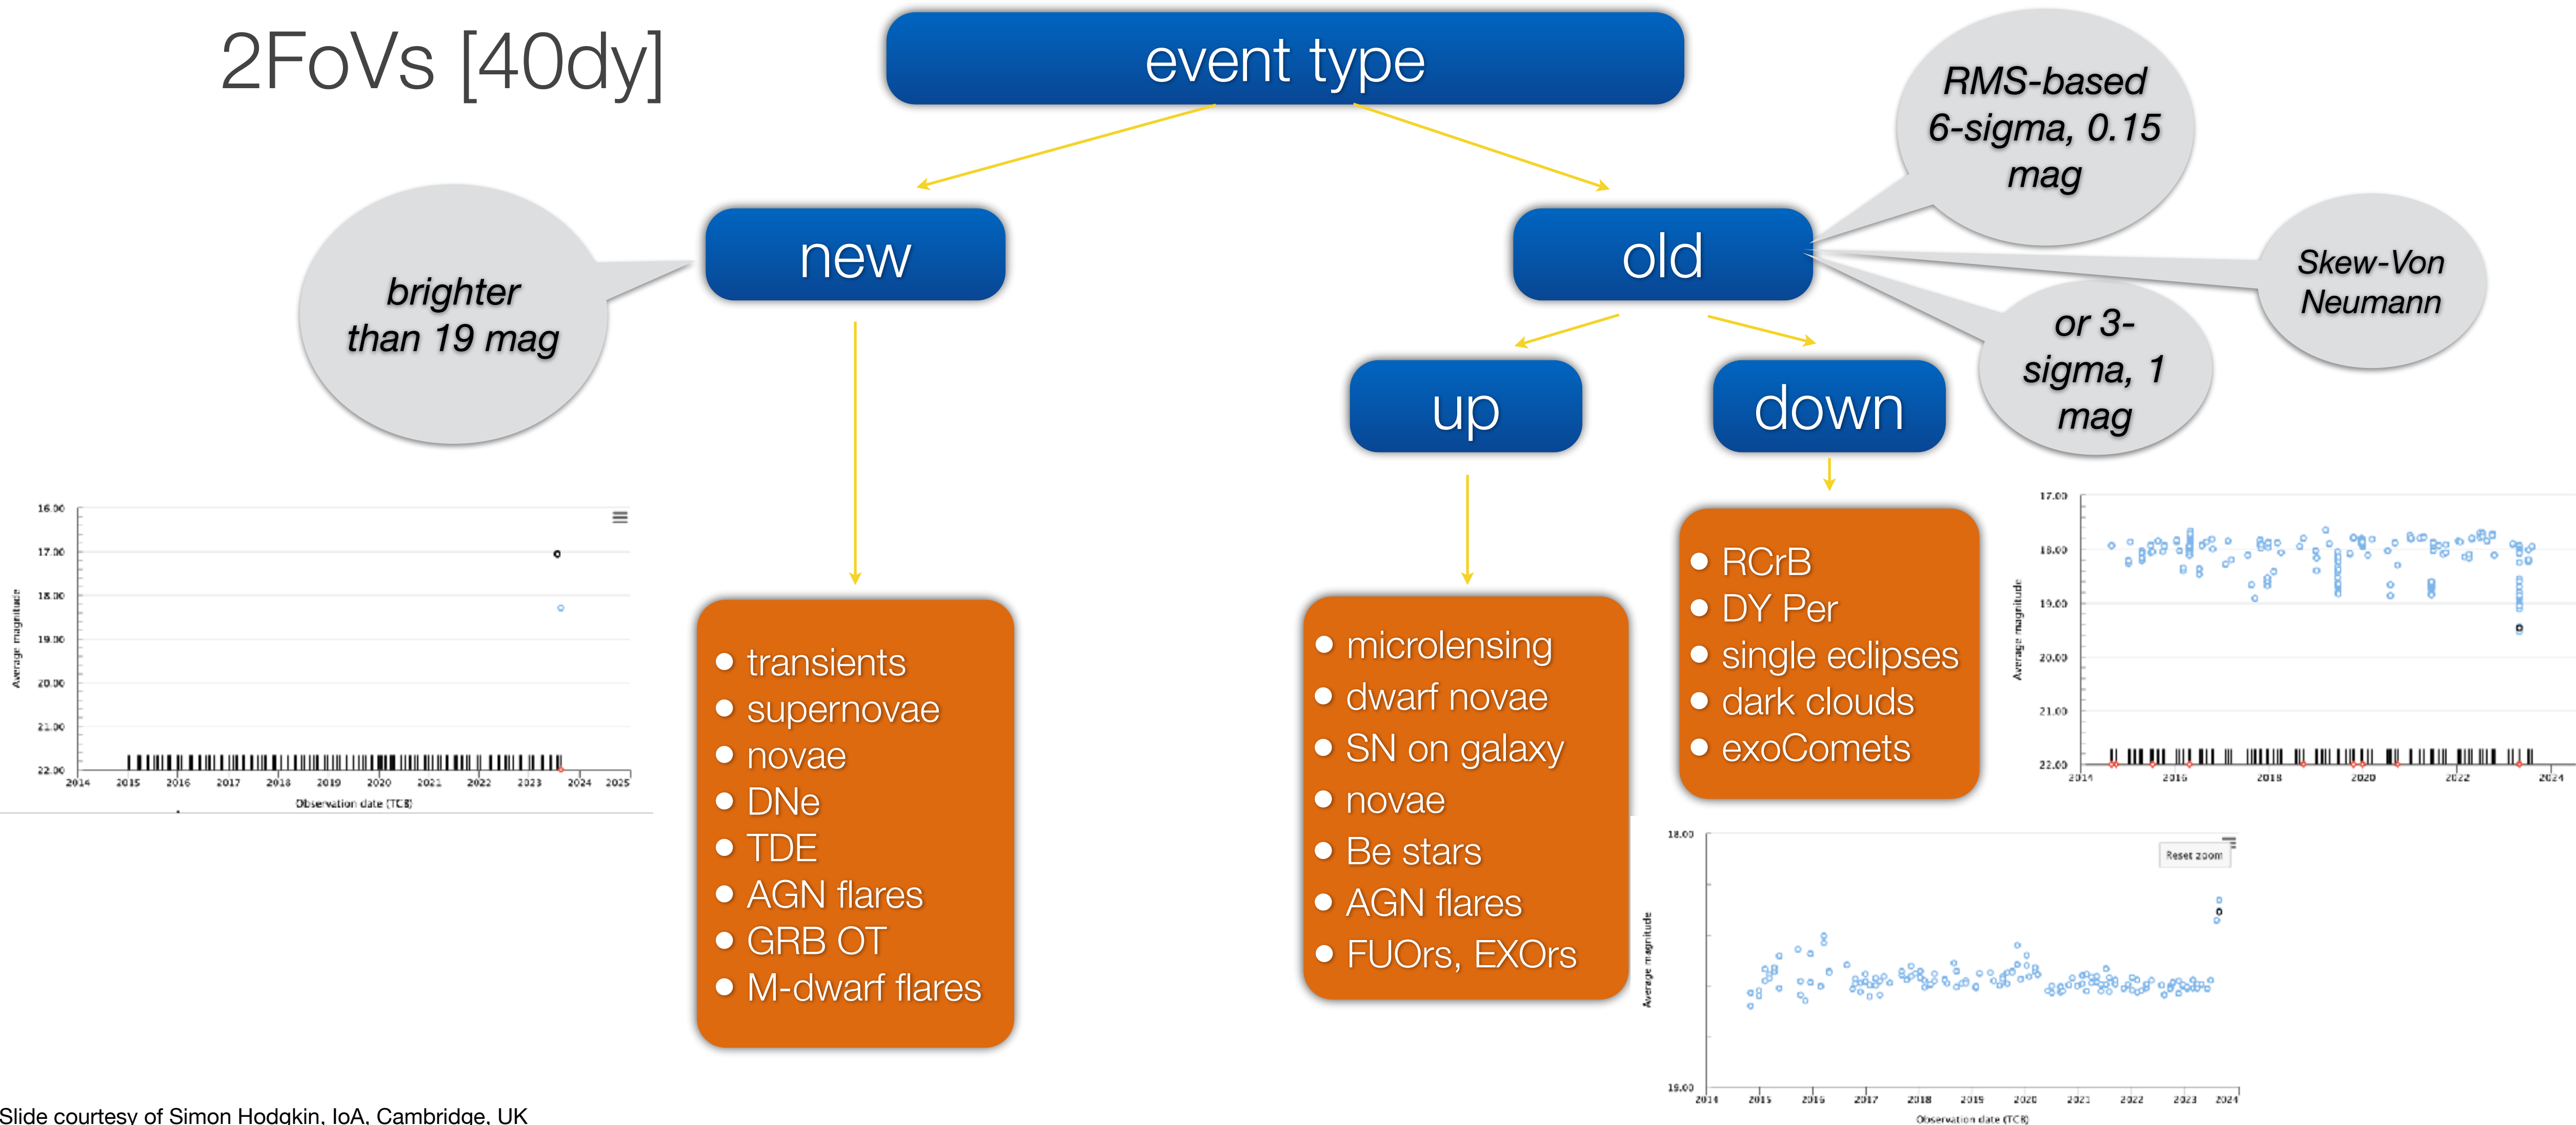 2FoVs [40dy]
event type
RMS-based
6-sigma, 0.15
mag
brighter
than 19 mag
new
old
Skew-Von
Neumann
or 3-
sigma, 1
mag
up
down
• transients
• supernovae
• novae
• DNe
• TDE
• AGN flares
• GRB OT
• M-dwarf flares
• microlensing
• dwarf novae
• SN on galaxy
• novae
• Be stars
• AGN flares
• FUOrs, EXOrs
• RCrB
• DY Per
• single eclipses
• dark clouds
• exoComets
Average magnitude
16.00
17.00
18.00
19.00
20.00
21.00
22.00
2014 2015 2016 2017 2018 2019 2020 2021 2022 2023 2024 2025
Observation date (TCB)
Average magnitude
17.00
18.00
19.00
20.00
21.00
22.00
2014 2016 2018 2020 2022 2024
Reset zoom
Average magnitude
18.00
19.00
2014 2015 2016 2017 2018 2019 2020 2021 2022 2023 2024
Observation date (TCB)
Slide courtesy of Simon Hodgkin, IoA, Cambridge, UK